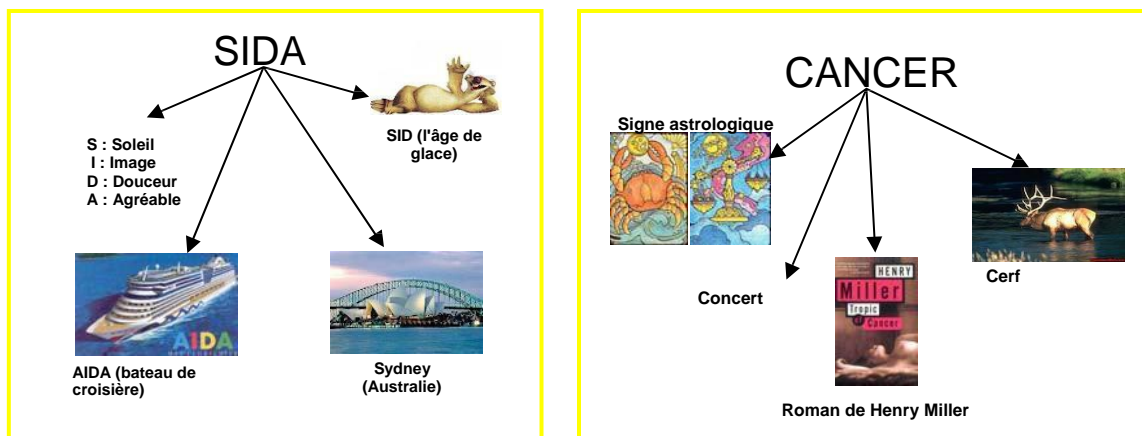 SIDA
SID (l'âge de
glace)
S : Soleil
I : Image
D : Douceur
A : Agréable
AIDA
AIDA (bateau de
croisière)
Sydney
(Australie)
CANCER
Signe astrologique
Cerf
Concert
HENRY
Miller
Tropic
of Cancer
Roman de Henry Miller